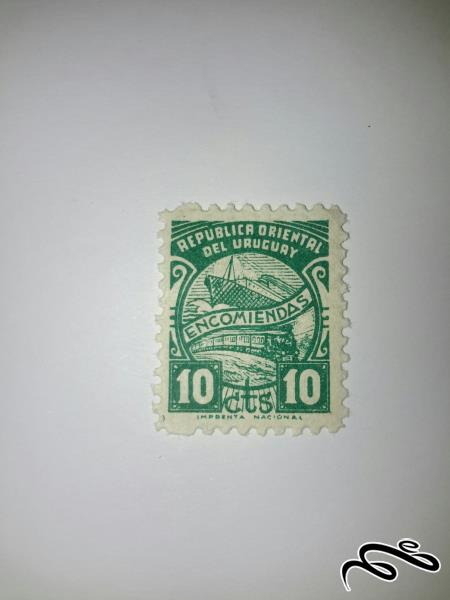 REPUBLICA ORIENTAL
DEL URUGUAY
ENCOMIENDAS
10 cts 10
IMPRENTA NACIONAL